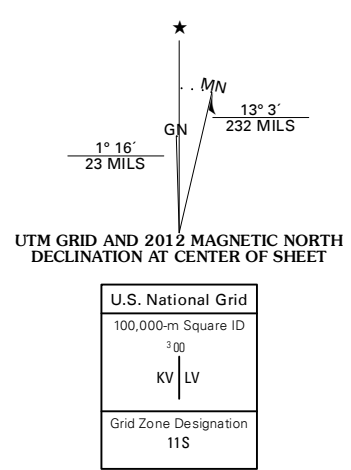 ★
MN
GN
13° 3´
232 MILS
1° 16´
23 MILS
UTM GRID AND 2012 MAGNETIC NORTH
DECLINATION AT CENTER OF SHEET
U.S. National Grid
100,000-m Square ID
³00
KV LV
Grid Zone Designation
11S